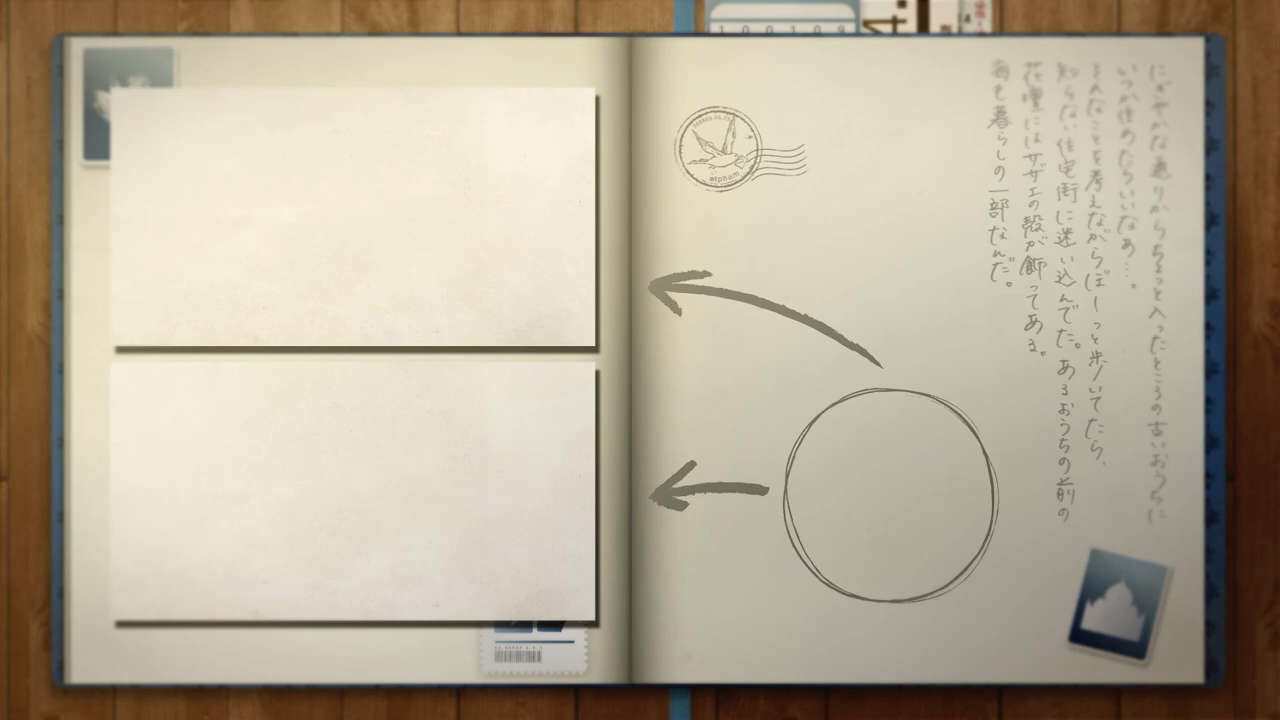 にぎやかな通りからちょっと入ったところの古いおうちに
いつか住めたらいいなあ…。
そんなことを考えながらぼーっと歩いてたら、
知らない住宅街に迷い込んでた。あるおうちの前の
花壇にはサザエの殻が飾ってある。
海も暮らしの一部なんだ。
atpham
100109